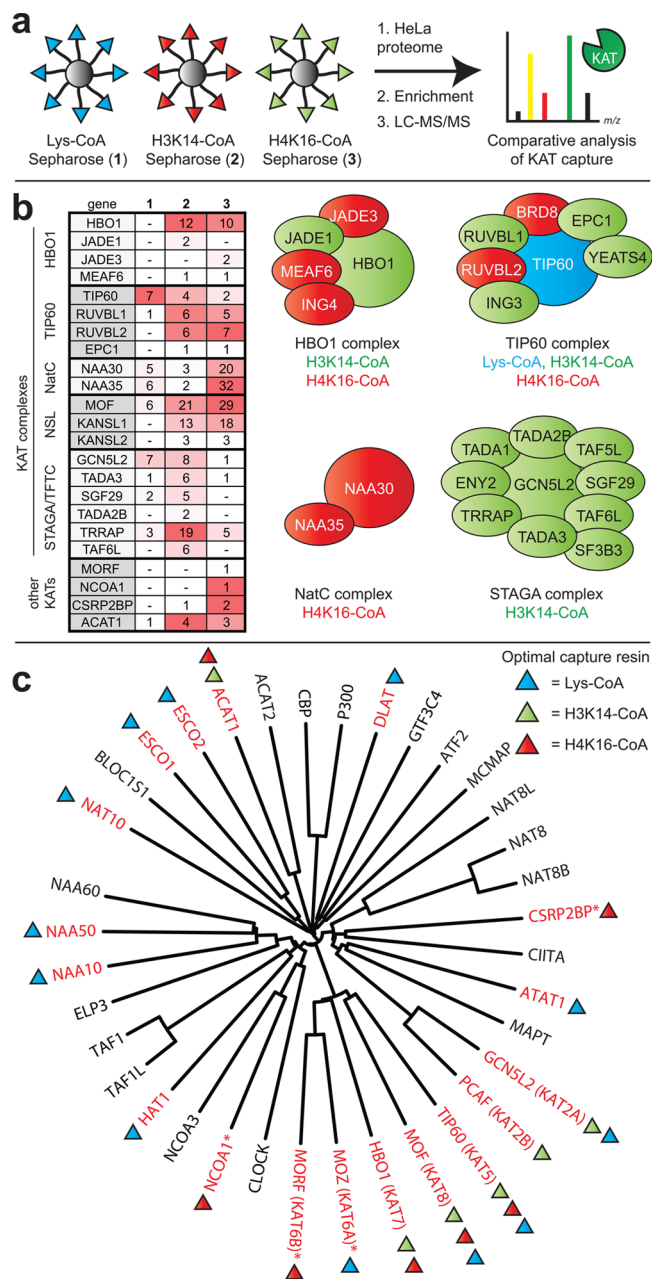 a
1. HeLa
proteome
2. Enrichment
3. LC-MS/MS
KAT
m/z
Lys-CoA
Sepharose (1)
H3K14-CoA
Sepharose (2)
H4K16-CoA
Sepharose (3)
Comparative analysis
of KAT capture
b
gene 1 2 3
KAT complexes
HBO1
HBO1 - 12 10
JADE1 - 2 -
JADE3 - - 2
MEAF6 - 1 1
TIP60
TIP60 7 4 2
RUVBL1 1 6 5
RUVBL2 - 6 7
EPC1 - 1 1
NatC
NAA30 5 3 20
NAA35 6 2 32
NSL
MOF 6 21 29
KANSL1 - 13 18
KANSL2 - 3 3
STAGA/TFTC
GCN5L2 7 8 1
TADA3 1 6 1
SGF29 2 5 -
TADA2B - 2 -
TRRAP 3 19 5
TAF6L - 6 -
other
KATs
MORF - - 1
NCOA1 - - 1
CSRP2BP - 1 2
ACAT1 1 4 3
JADE3
JADE1
HBO1
MEAF6
ING4
HBO1 complex
H3K14-CoA
H4K16-CoA
BRD8
EPC1
RUVBL1
YEATS4
RUVBL2
TIP60
ING3
TIP60 complex
Lys-CoA, H3K14-CoA
H4K16-CoA
NAA30
NAA35
NatC complex
H4K16-CoA
TADA2B
TADA1
TAF5L
ENY2
GCN5L2
SGF29
TRRAP
TAF6L
TADA3
SF3B3
STAGA complex
H3K14-CoA
c
Optimal capture resin
= Lys-CoA
= H3K14-CoA
= H4K16-CoA
CBP
P300
DLAT
GTF3C4
ATF2
MCMAP
NAT8L
NAT8
NAT8B
CSRP2BP*
CIITA
ATAT1
MAPT
GCN5L2 (KAT2A)
PCAF (KAT2B)
TIP60 (KAT5)
MOF (KAT8)
HBO1 (KAT7)
MOZ (KAT6A)*
MORF (KAT6B)*
CLOCK
NCOA1*
NCOA3
HAT1
TAF1L
TAF1
ELP3
NAA10
NAA50
NAA60
NAT10
BLOC1S1
ESCO1
ESCO2
ACAT1
ACAT2